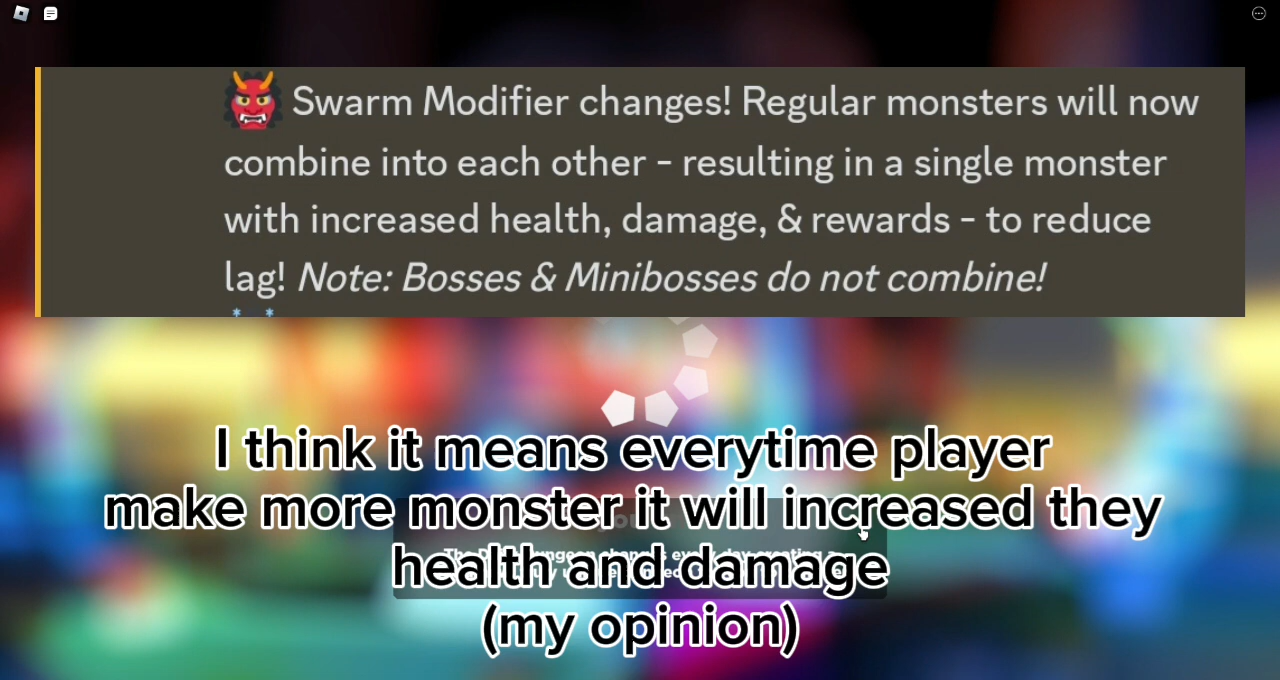 Swarm Modifier changes! Regular monsters will now
combine into each other - resulting in a single monster
with increased health, damage, & rewards - to reduce
lag! Note: Bosses & Minibosses do not combine!
I think it means everytime player
make more monster it will increased they
health and damage
(my opinion)